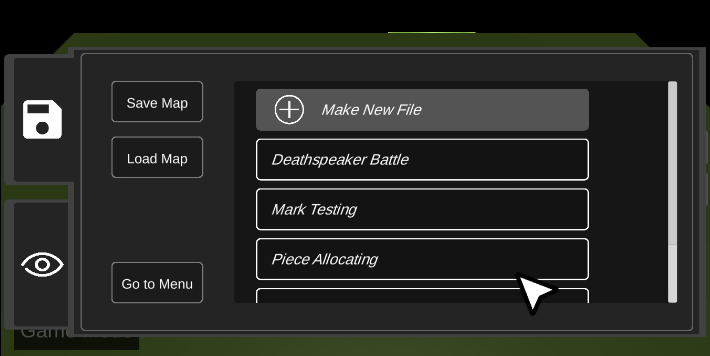 Save Map
Load Map
Go to Menu
Make New File
Deathspeaker Battle
Mark Testing
Piece Allocating